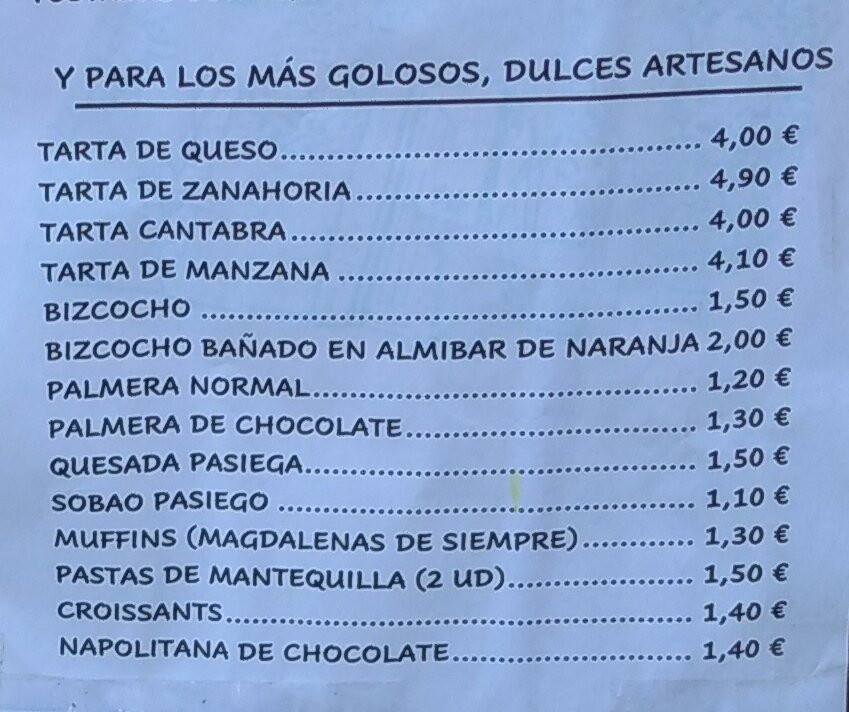 Y PARA LOS MÁS GOLOSOS, DULCES ARTESANOS
TARTA DE QUESO.................................................. 4,00 €
TARTA DE ZANAHORIA......................................... 4,90 €
TARTA CANTABRA................................................. 4,00 €
TARTA DE MANZANA ........................................... 4,10 €
BIZCOCHO ............................................................ 1,50 €
BIZCOCHO BAÑADO EN ALMIBAR DE NARANJA 2,00 €
PALMERA NORMAL.............................................. 1,20 €
PALMERA DE CHOCOLATE................................... 1,30 €
QUESADA PASIEGA.............................................. 1,50 €
SOBAO PASIEGO .................................................. 1,10 €
MUFFINS (MAGDALENAS DE SIEMPRE)............. 1,30 €
PASTAS DE MANTEQUILLA (2 UD)...................... 1,50 €
CROISSANTS......................................................... 1,40 €
NAPOLITANA DE CHOCOLATE............................. 1,40 €